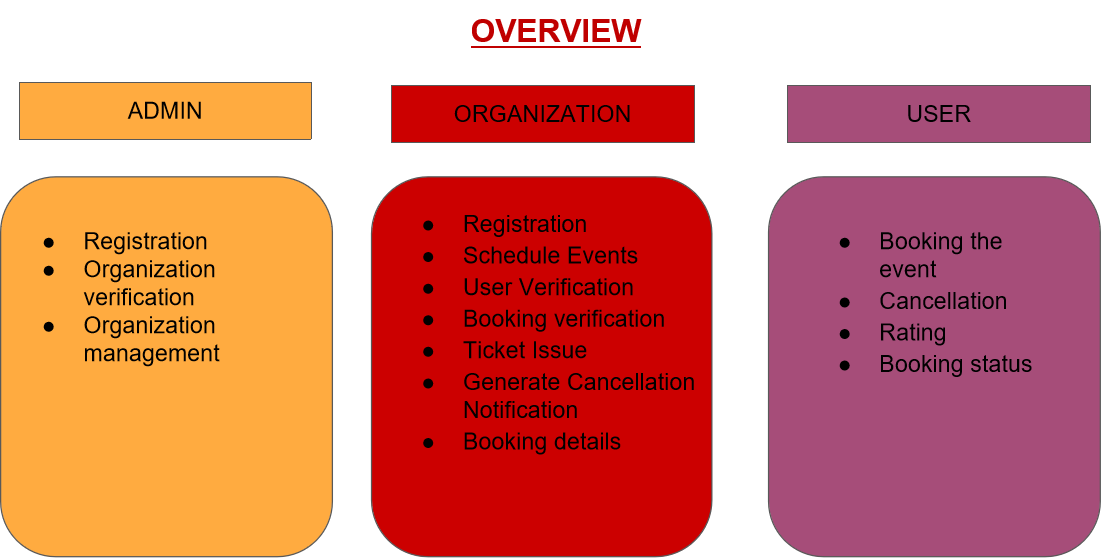 OVERVIEW
ADMIN
● Registration
● Organization
verification
● Organization
management
ORGANIZATION
● Registration
● Schedule Events
● User Verification
● Booking verification
● Ticket Issue
● Generate Cancellation
Notification
● Booking details
USER
● Booking the
event
● Cancellation
● Rating
● Booking status